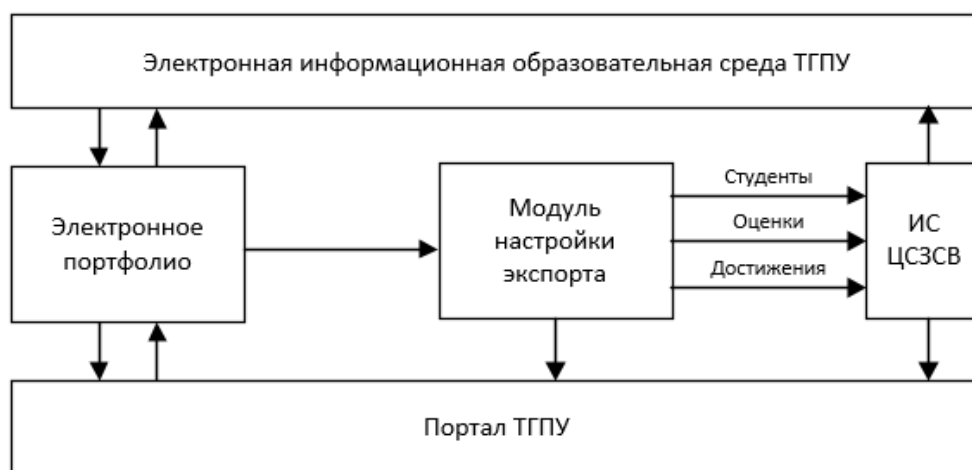 Электронная информационная образовательная среда ТГПУ
Электронное
портфолио
Модуль
настройки
экспорта
Студенты
Оценки
Достижения
ИС
ЦСЗСВ
Портал ТГПУ